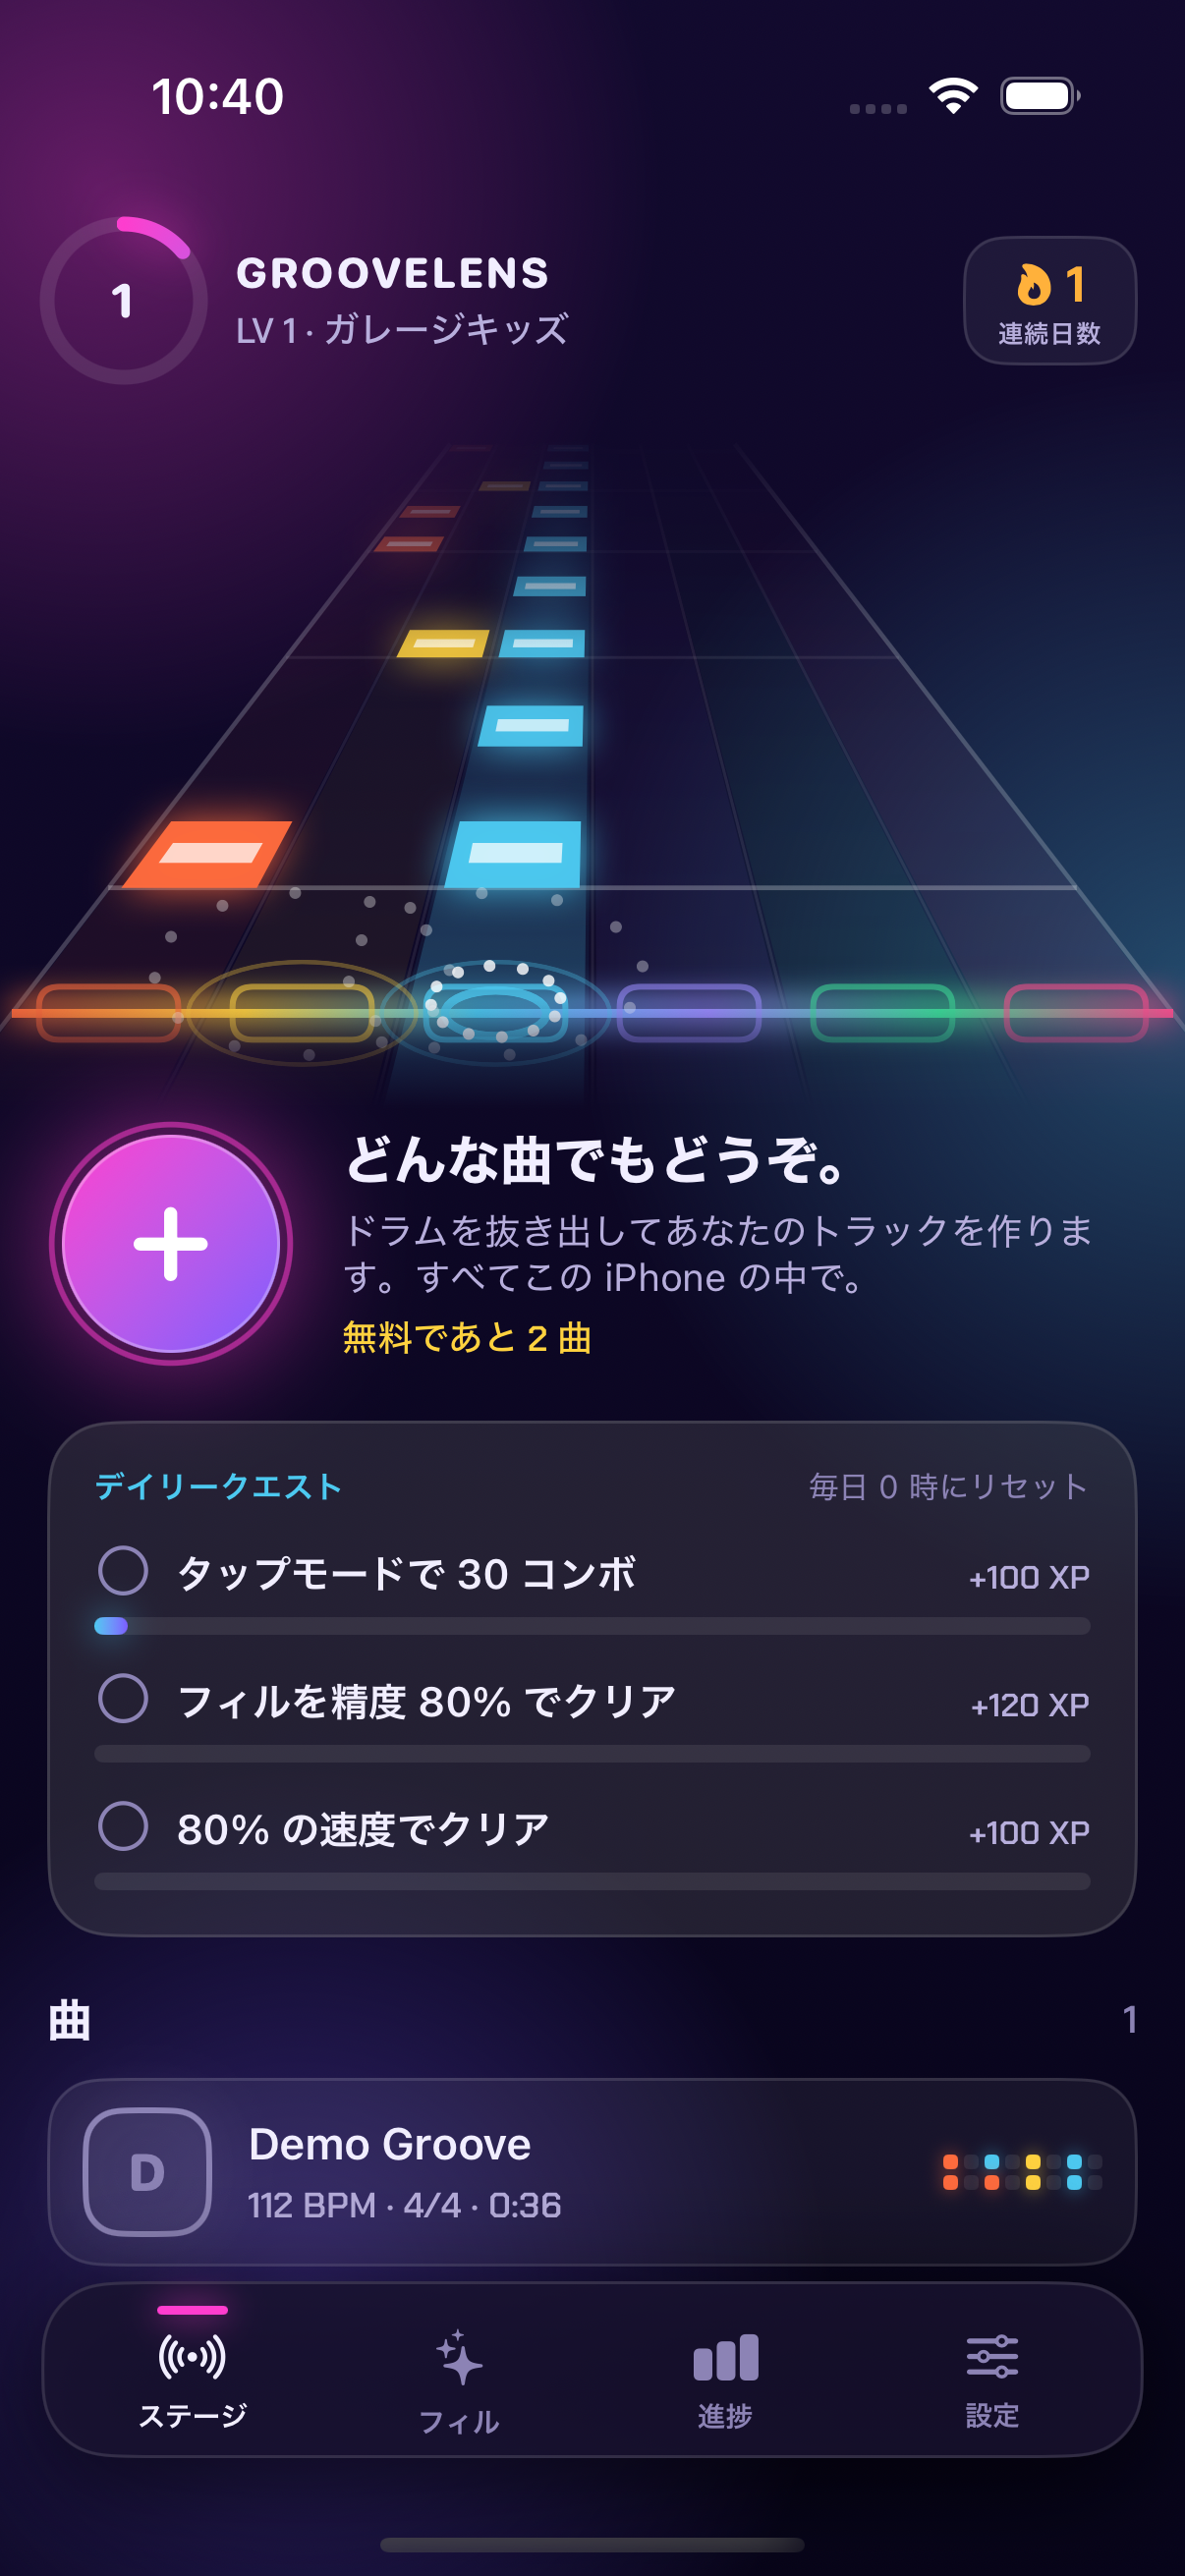 10:40
1
GROOVELENS
LV 1 · ガレージキッズ
1
連続日数
どんな曲でもどうぞ。
ドラムを抜き出してあなたのトラックを作りま
す。すべてこの iPhone の中で。
無料であと 2 曲
デイリークエスト
毎日 0 時にリセット
タップモードで 30 コンボ
+100 XP
フィルを精度 80% でクリア
+120 XP
80% の速度でクリア
+100 XP
曲
1
D
Demo Groove
112 BPM · 4/4 · 0:36
ステージ
フィル
進捗
設定